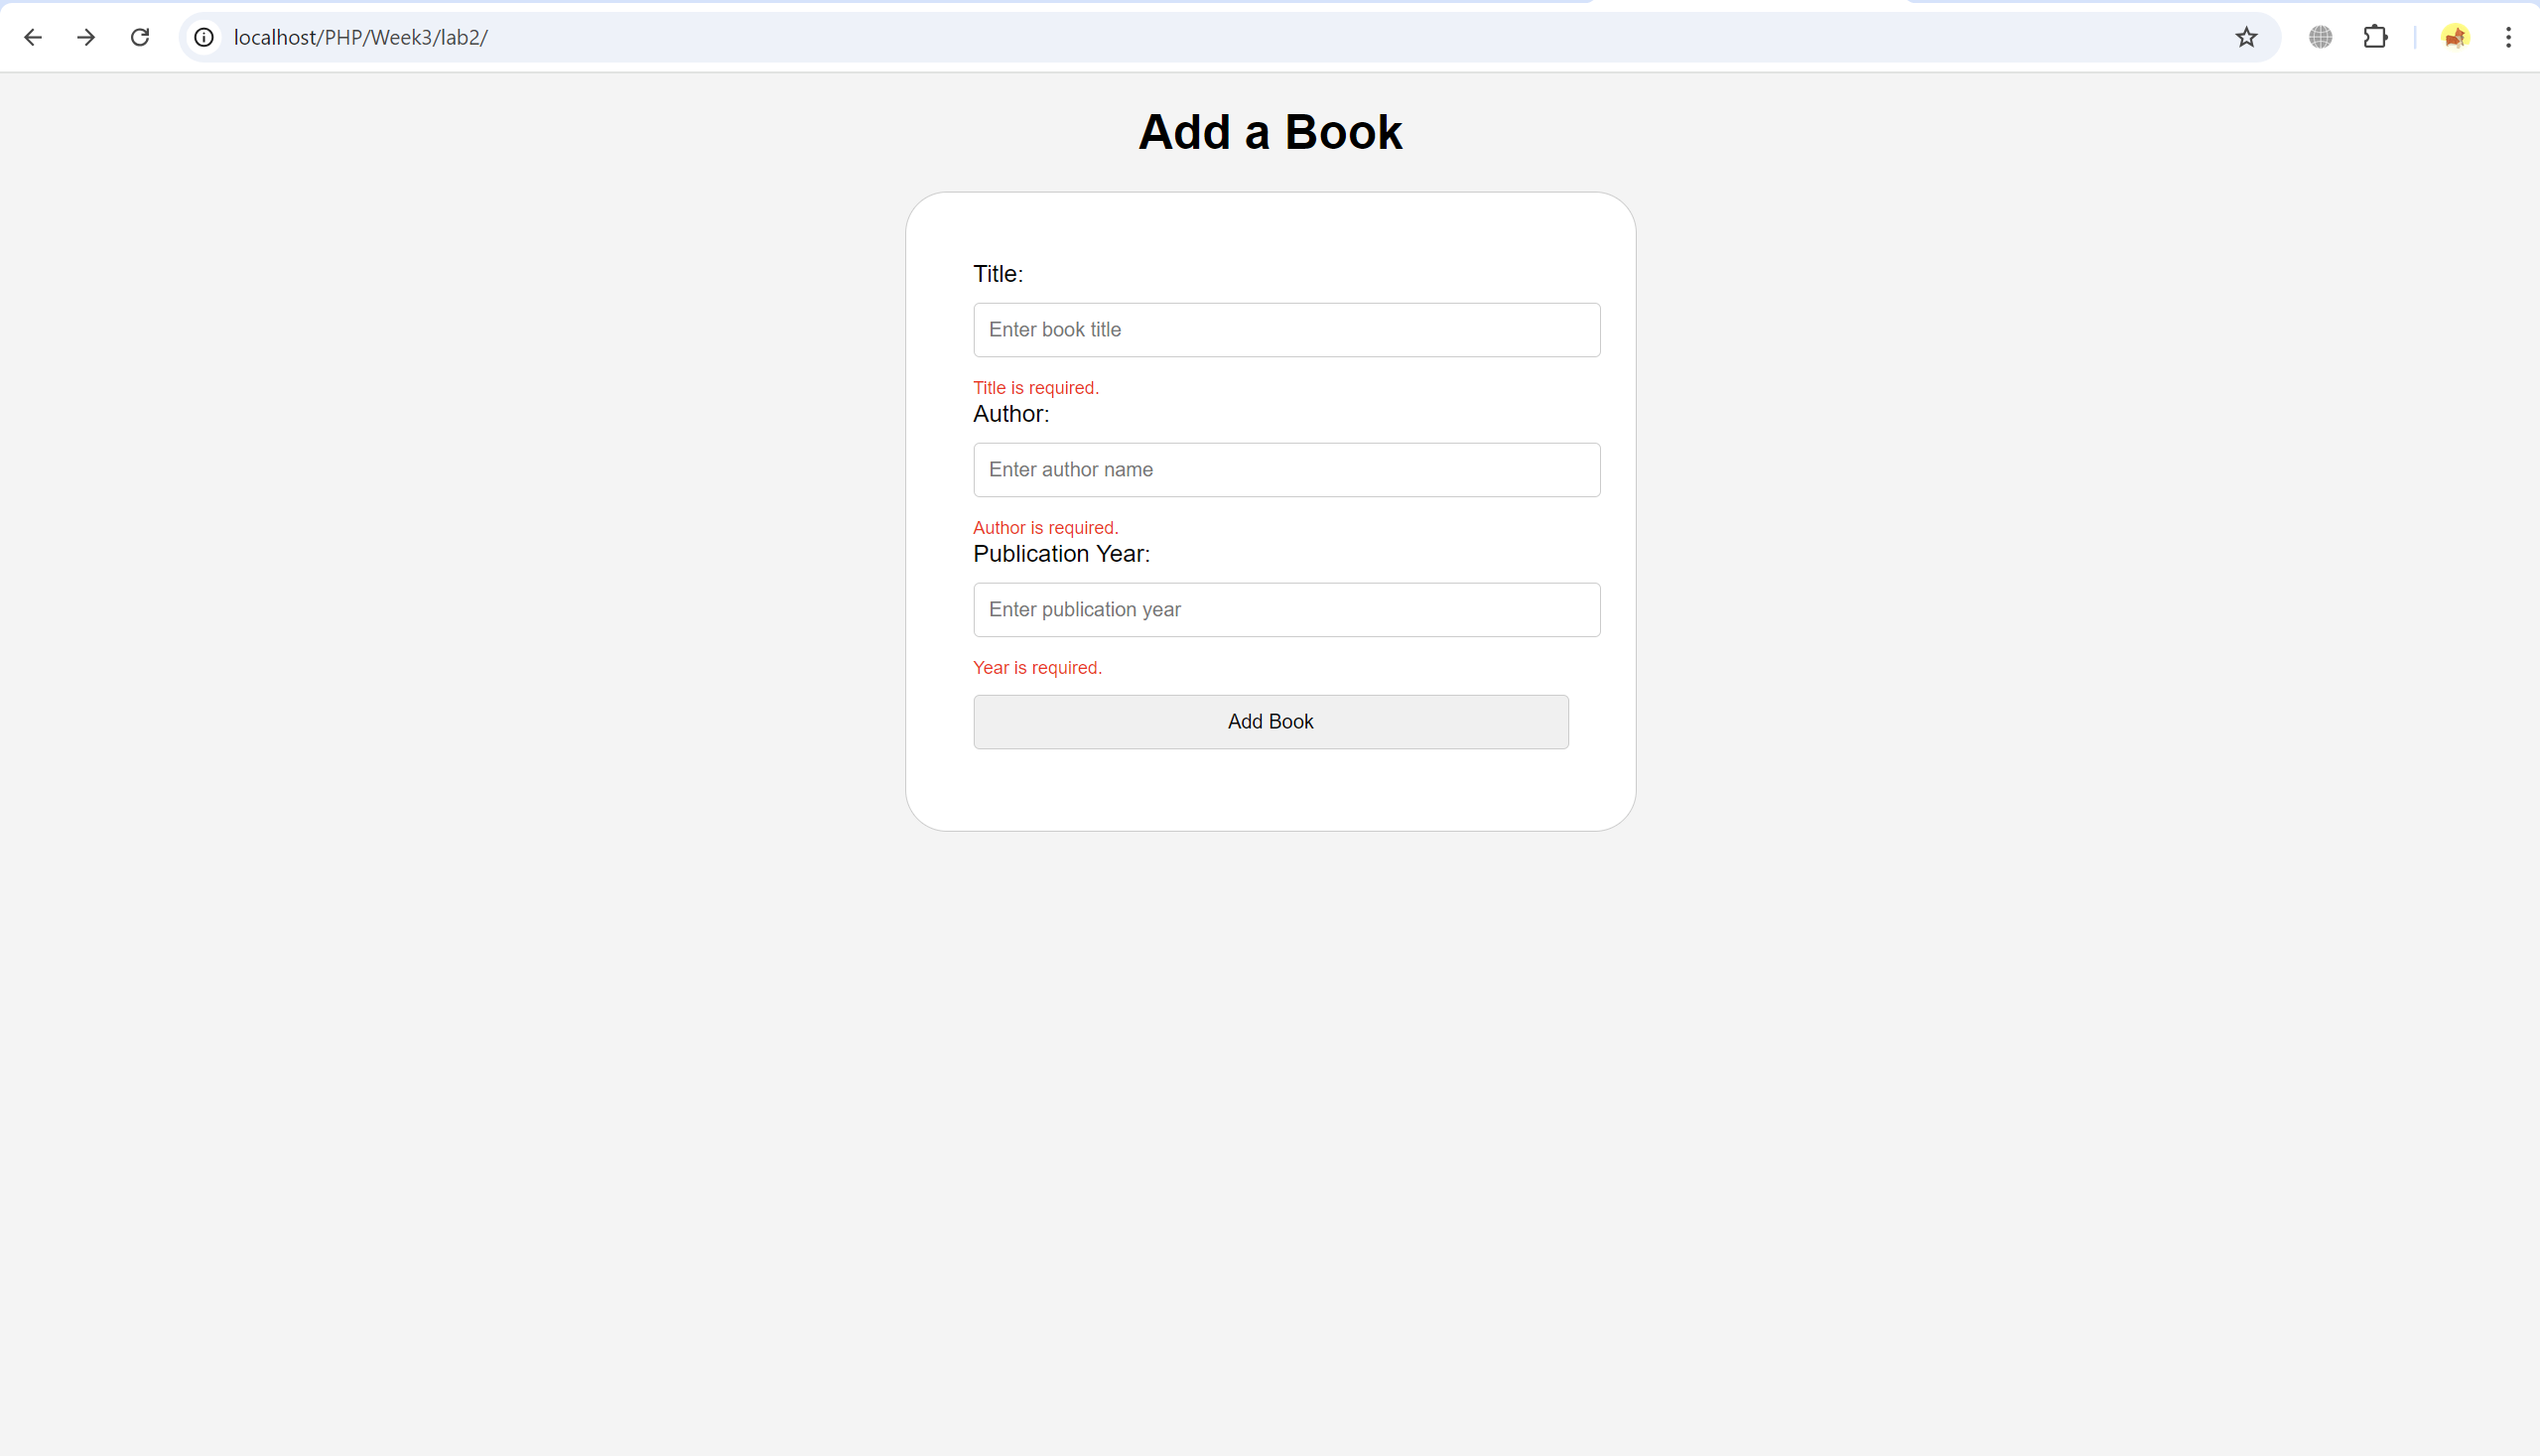 localhost/PHP/Week3/lab2/
Add a Book
Title:
Enter book title
Title is required.
Author:
Enter author name
Author is required.
Publication Year:
Enter publication year
Year is required.
Add Book